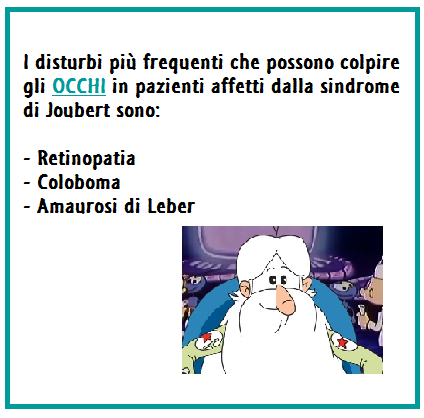 I disturbi più frequenti che possono colpire
gli OCCHI in pazienti affetti dalla sindrome
di Joubert sono:
- Retinopatia
- Coloboma
- Amaurosi di Leber